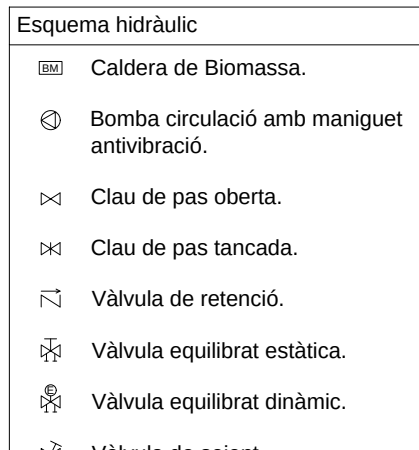 Esquema hidràulic
BM Caldera de Biomassa.
Bomba circulació amb maniguet
antivibració.
Clau de pas oberta.
Clau de pas tancada.
Vàlvula de retenció.
Vàlvula equilibrat estàtica.
E
Vàlvula equilibrat dinàmic.